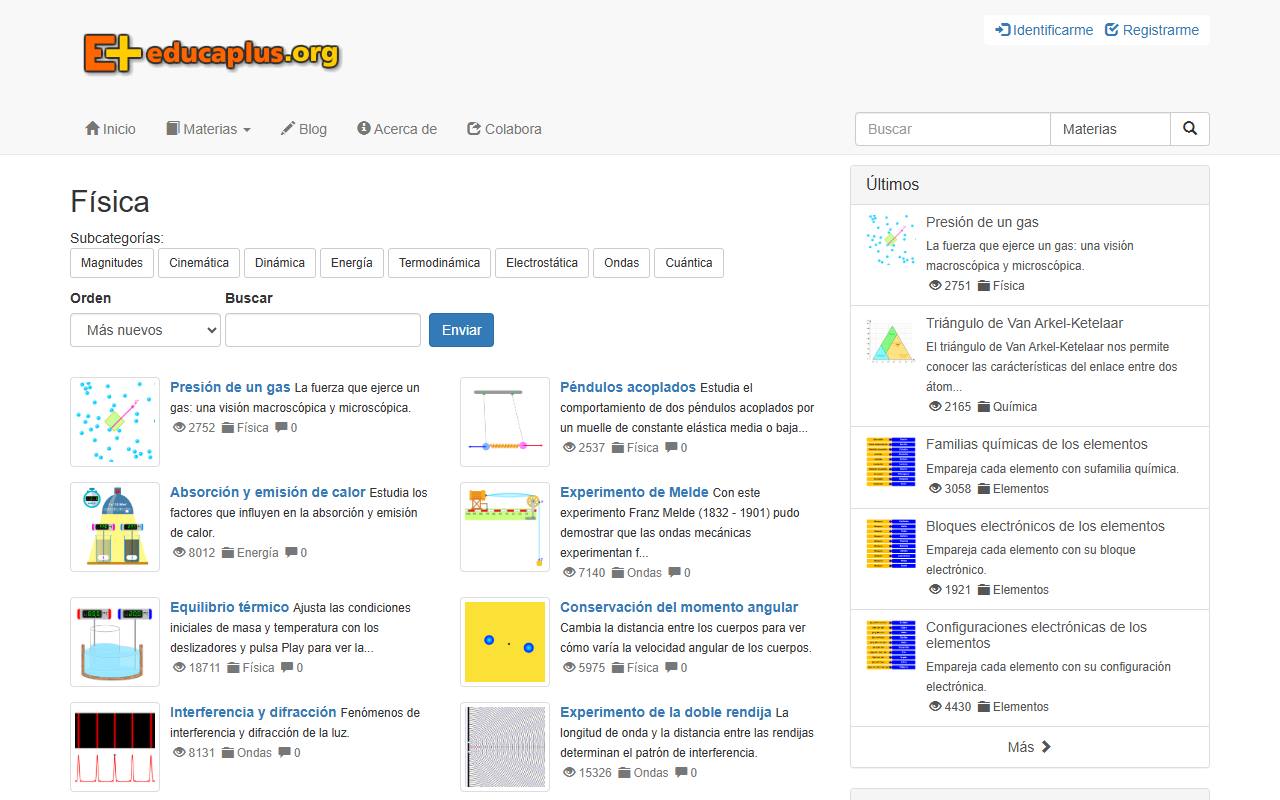 E+ educaplus.org
Identificarme Registrarme
Inicio Materias Blog Acerca de Colabora
Buscar Materias
Física
Subcategorías:
Magnitudes Cinemática Dinámica Energía Termodinámica Electrostática Ondas Cuántica
Orden Buscar
Más nuevos Enviar
Presión de un gas La fuerza que ejerce un
gas: una visión macroscópica y microscópica.
2752 Física 0
Péndulos acoplados Estudia el
comportamiento de dos péndulos acoplados por
un muelle de constante elástica media o baja...
2537 Física 0
Absorción y emisión de calor Estudia los
factores que influyen en la absorción y emisión
de calor.
8012 Energía 0
Experimento de Melde Con este
experimento Franz Melde (1832 - 1901) pudo
demostrar que las ondas mecánicas
experimentan f...
7140 Ondas 0
Equilibrio térmico Ajusta las condiciones
iniciales de masa y temperatura con los
deslizadores y pulsa Play para ver la...
18711 Física 0
Conservación del momento angular
Cambia la distancia entre los cuerpos para ver
cómo varía la velocidad angular de los cuerpos.
5975 Física 0
Interferencia y difracción Fenómenos de
interferencia y difracción de la luz.
8131 Ondas 0
Experimento de la doble rendija La
longitud de onda y la distancia entre las rendijas
determinan el patrón de interferencia.
15326 Ondas 0
Últimos
Presión de un gas
La fuerza que ejerce un gas: una visión
macroscópica y microscópica.
2751 Física
Triángulo de Van Arkel-Ketelaar
El triángulo de Van Arkel-Ketelaar nos permite
conocer las carácterísticas del enlace entre dos
átom...
2165 Química
Familias químicas de los elementos
Empareja cada elemento con sufamilia química.
3058 Elementos
Bloques electrónicos de los elementos
Empareja cada elemento con su bloque
electrónico.
1921 Elementos
Configuraciones electrónicas de los
elementos
Empareja cada elemento con su configuración
electrónica.
4430 Elementos
Más